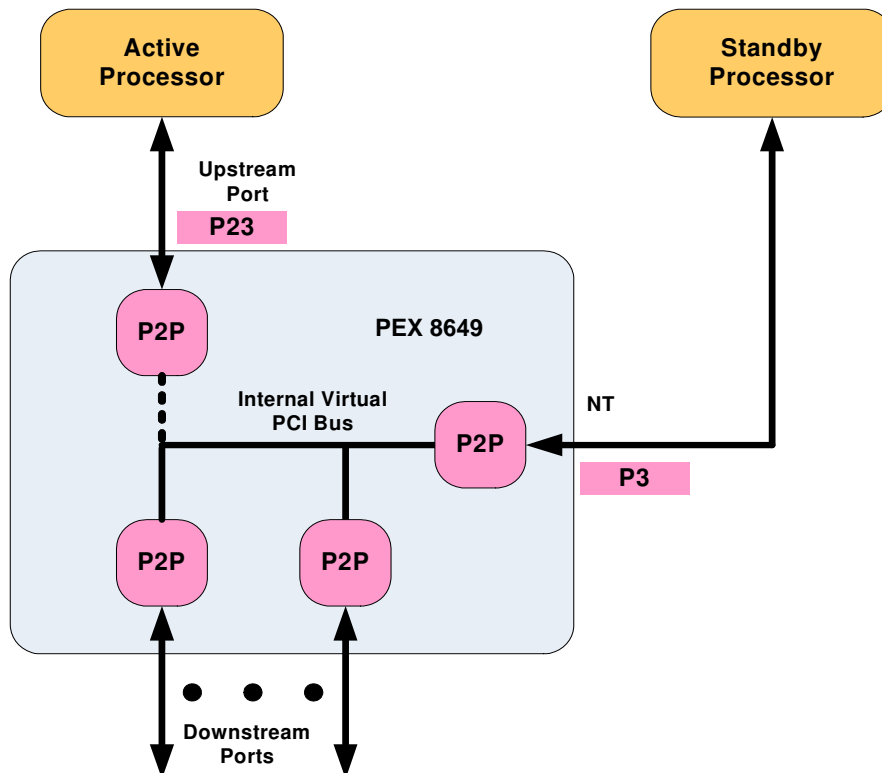 Active
Processor
Standby
Processor
Upstream
Port
P23
P2P
PEX 8649
Internal Virtual
PCI Bus
NT
P2P
P3
P2P
P2P
Downstream
Ports